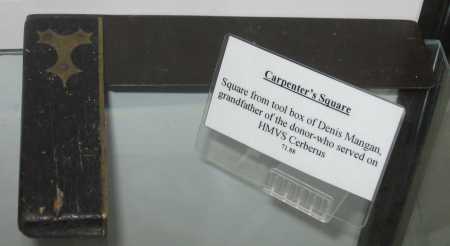 Carpenter's Square
Square from tool box of Denis Mangan,
grandfather of the donor-who served on
HMVS Cerberus
71.88